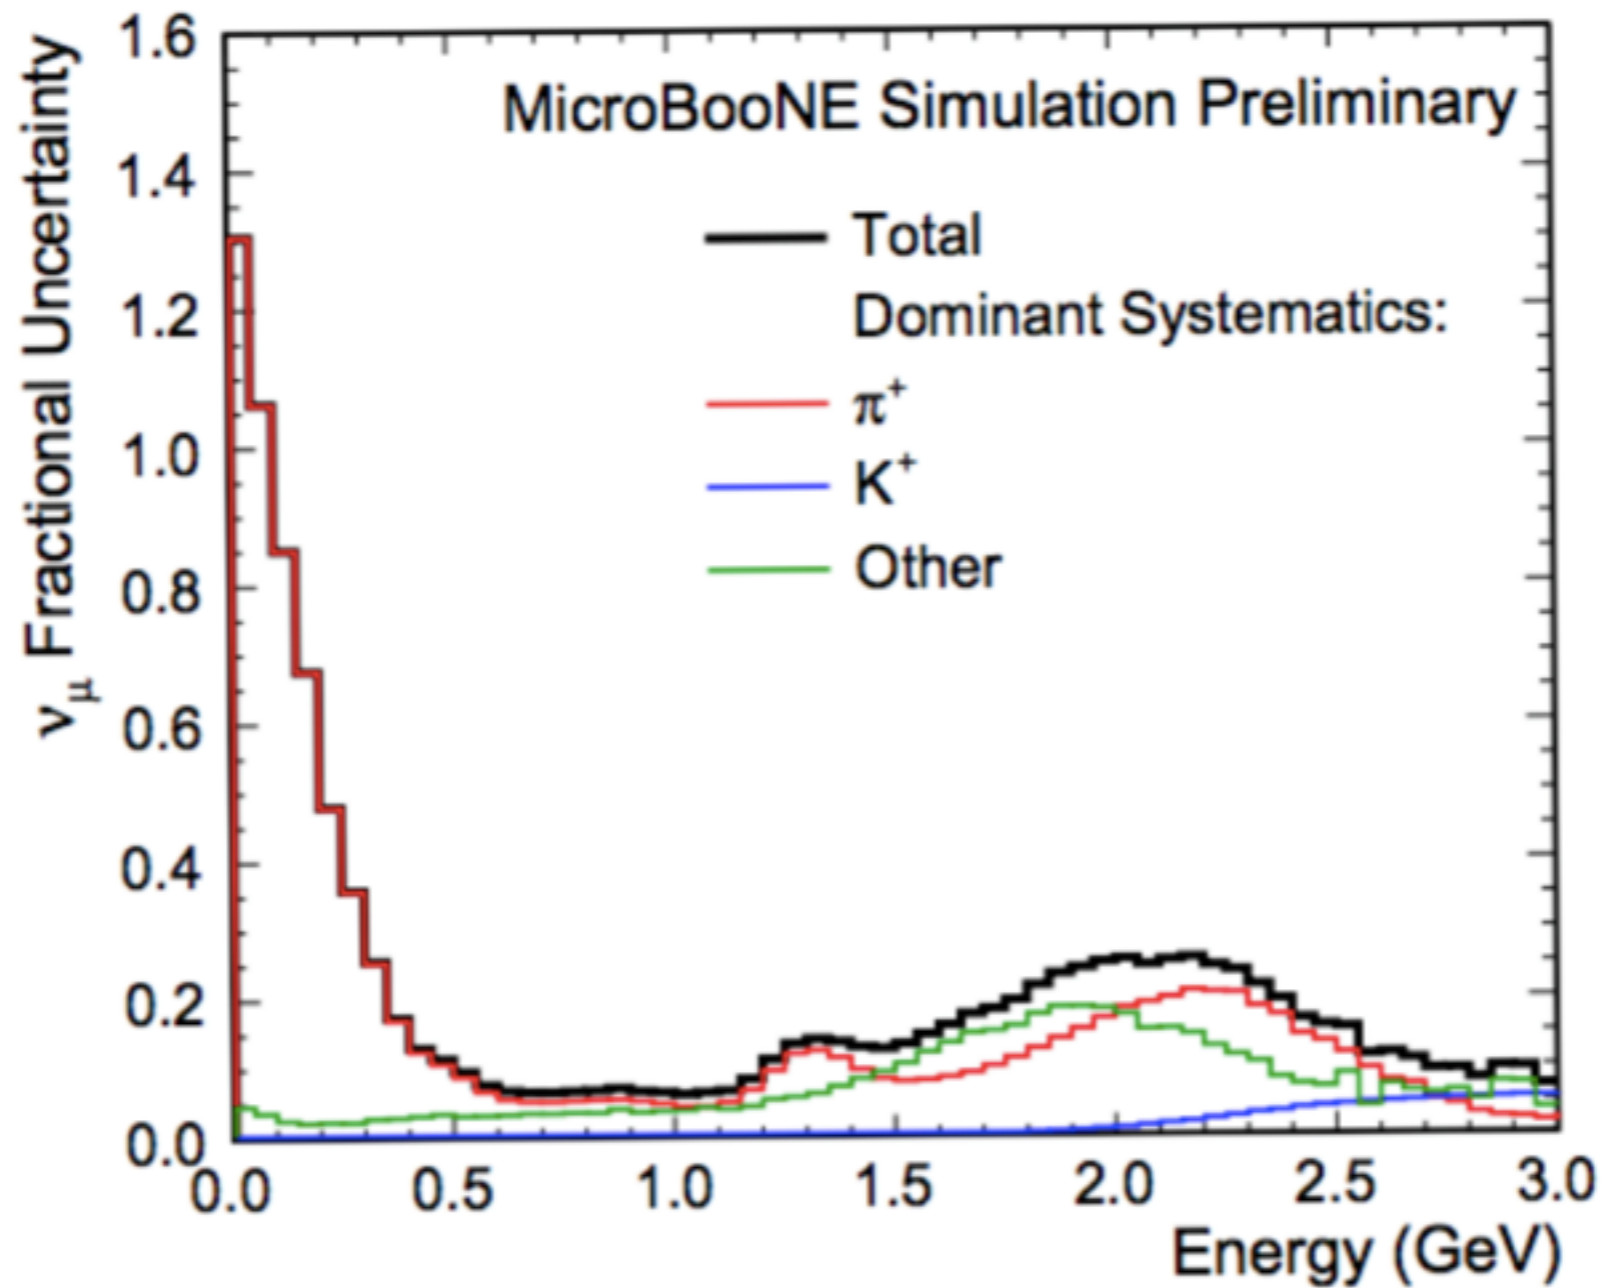 1.6
1.4
1.2
1.0
0.8
0.6
0.4
0.2
0.0
ν_μ Fractional Uncertainty
MicroBooNE Simulation Preliminary
Total
Dominant Systematics:
π⁺
K⁺
Other
0.0 0.5 1.0 1.5 2.0 2.5 3.0
Energy (GeV)